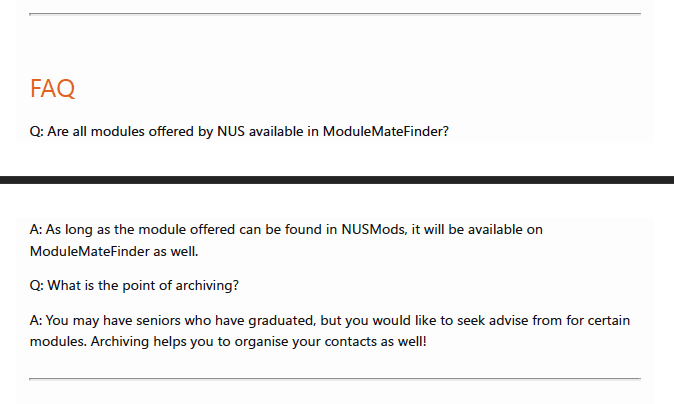 FAQ
Q: Are all modules offered by NUS available in ModuleMateFinder?
A: As long as the module offered can be found in NUSMods, it will be available on
ModuleMateFinder as well.
Q: What is the point of archiving?
A: You may have seniors who have graduated, but you would like to seek advise from for certain
modules. Archiving helps you to organise your contacts as well!